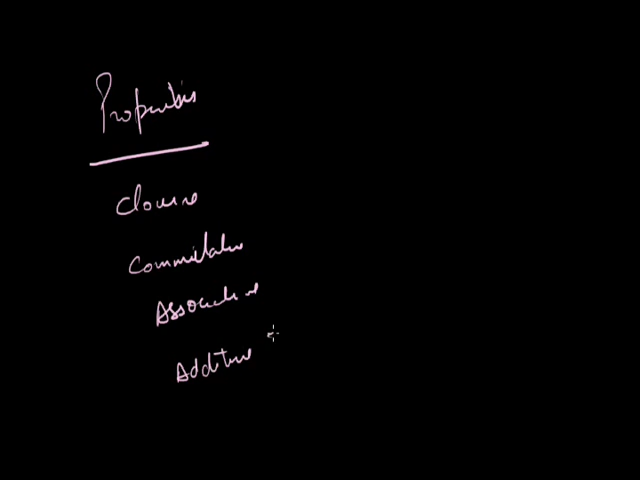 Properties
Closure
Commutative
Associative
Additive